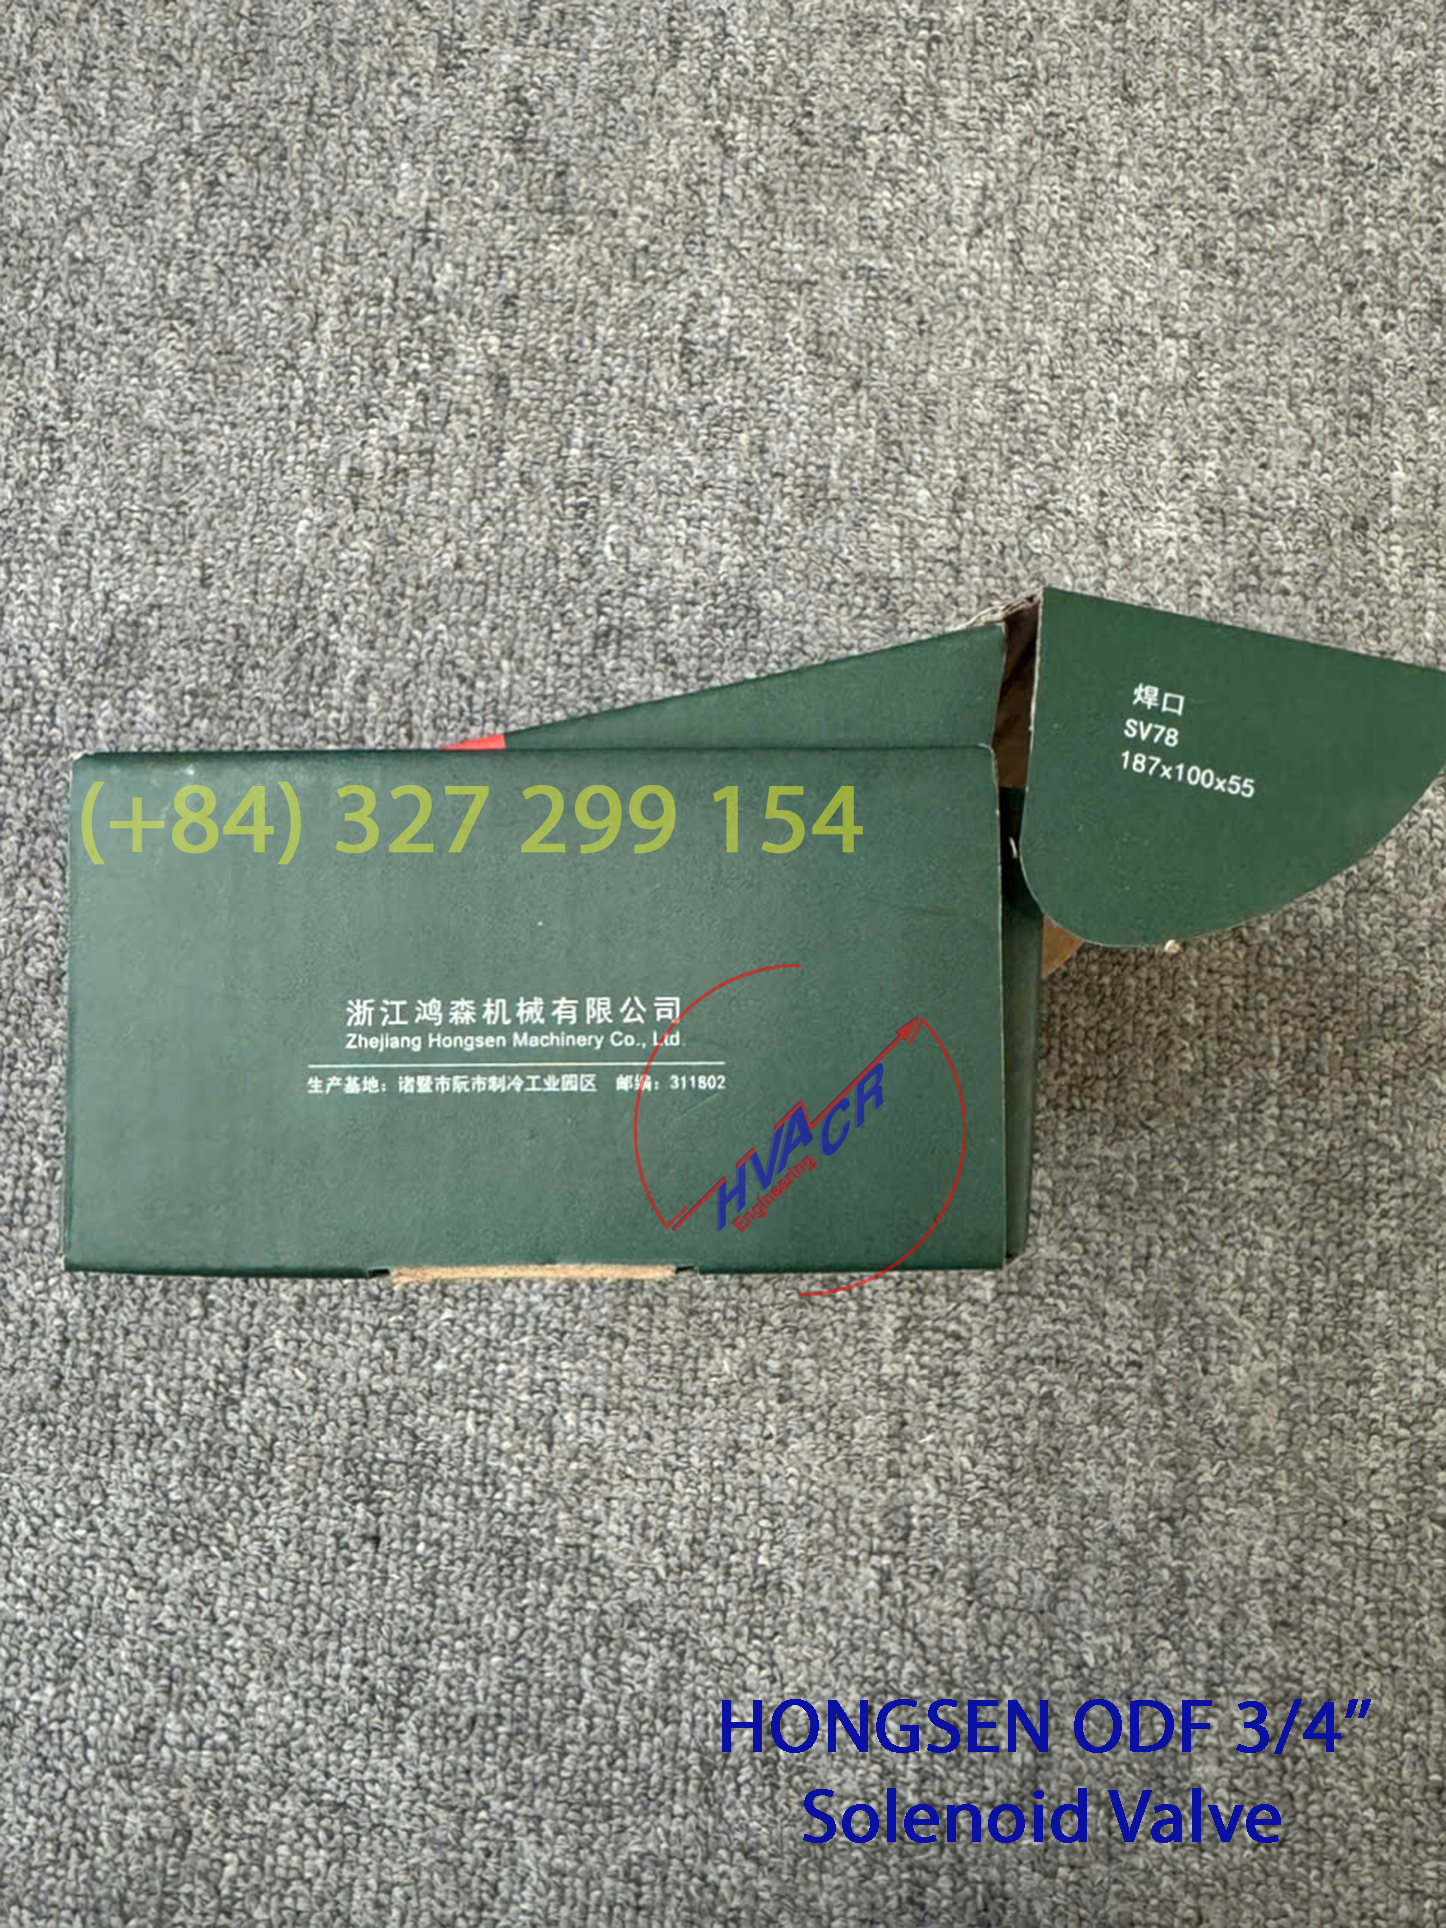 焊口
SV78
187x100x55
(+84) 327 299 154
浙江鸿森机械有限公司
Zhejiang Hongsen Machinery Co., Ltd.
生产基地：诸暨市阮市制冷工业园区 邮编：311802
HVACR
Engineering
HONGSEN ODF 3/4"
Solenoid Valve